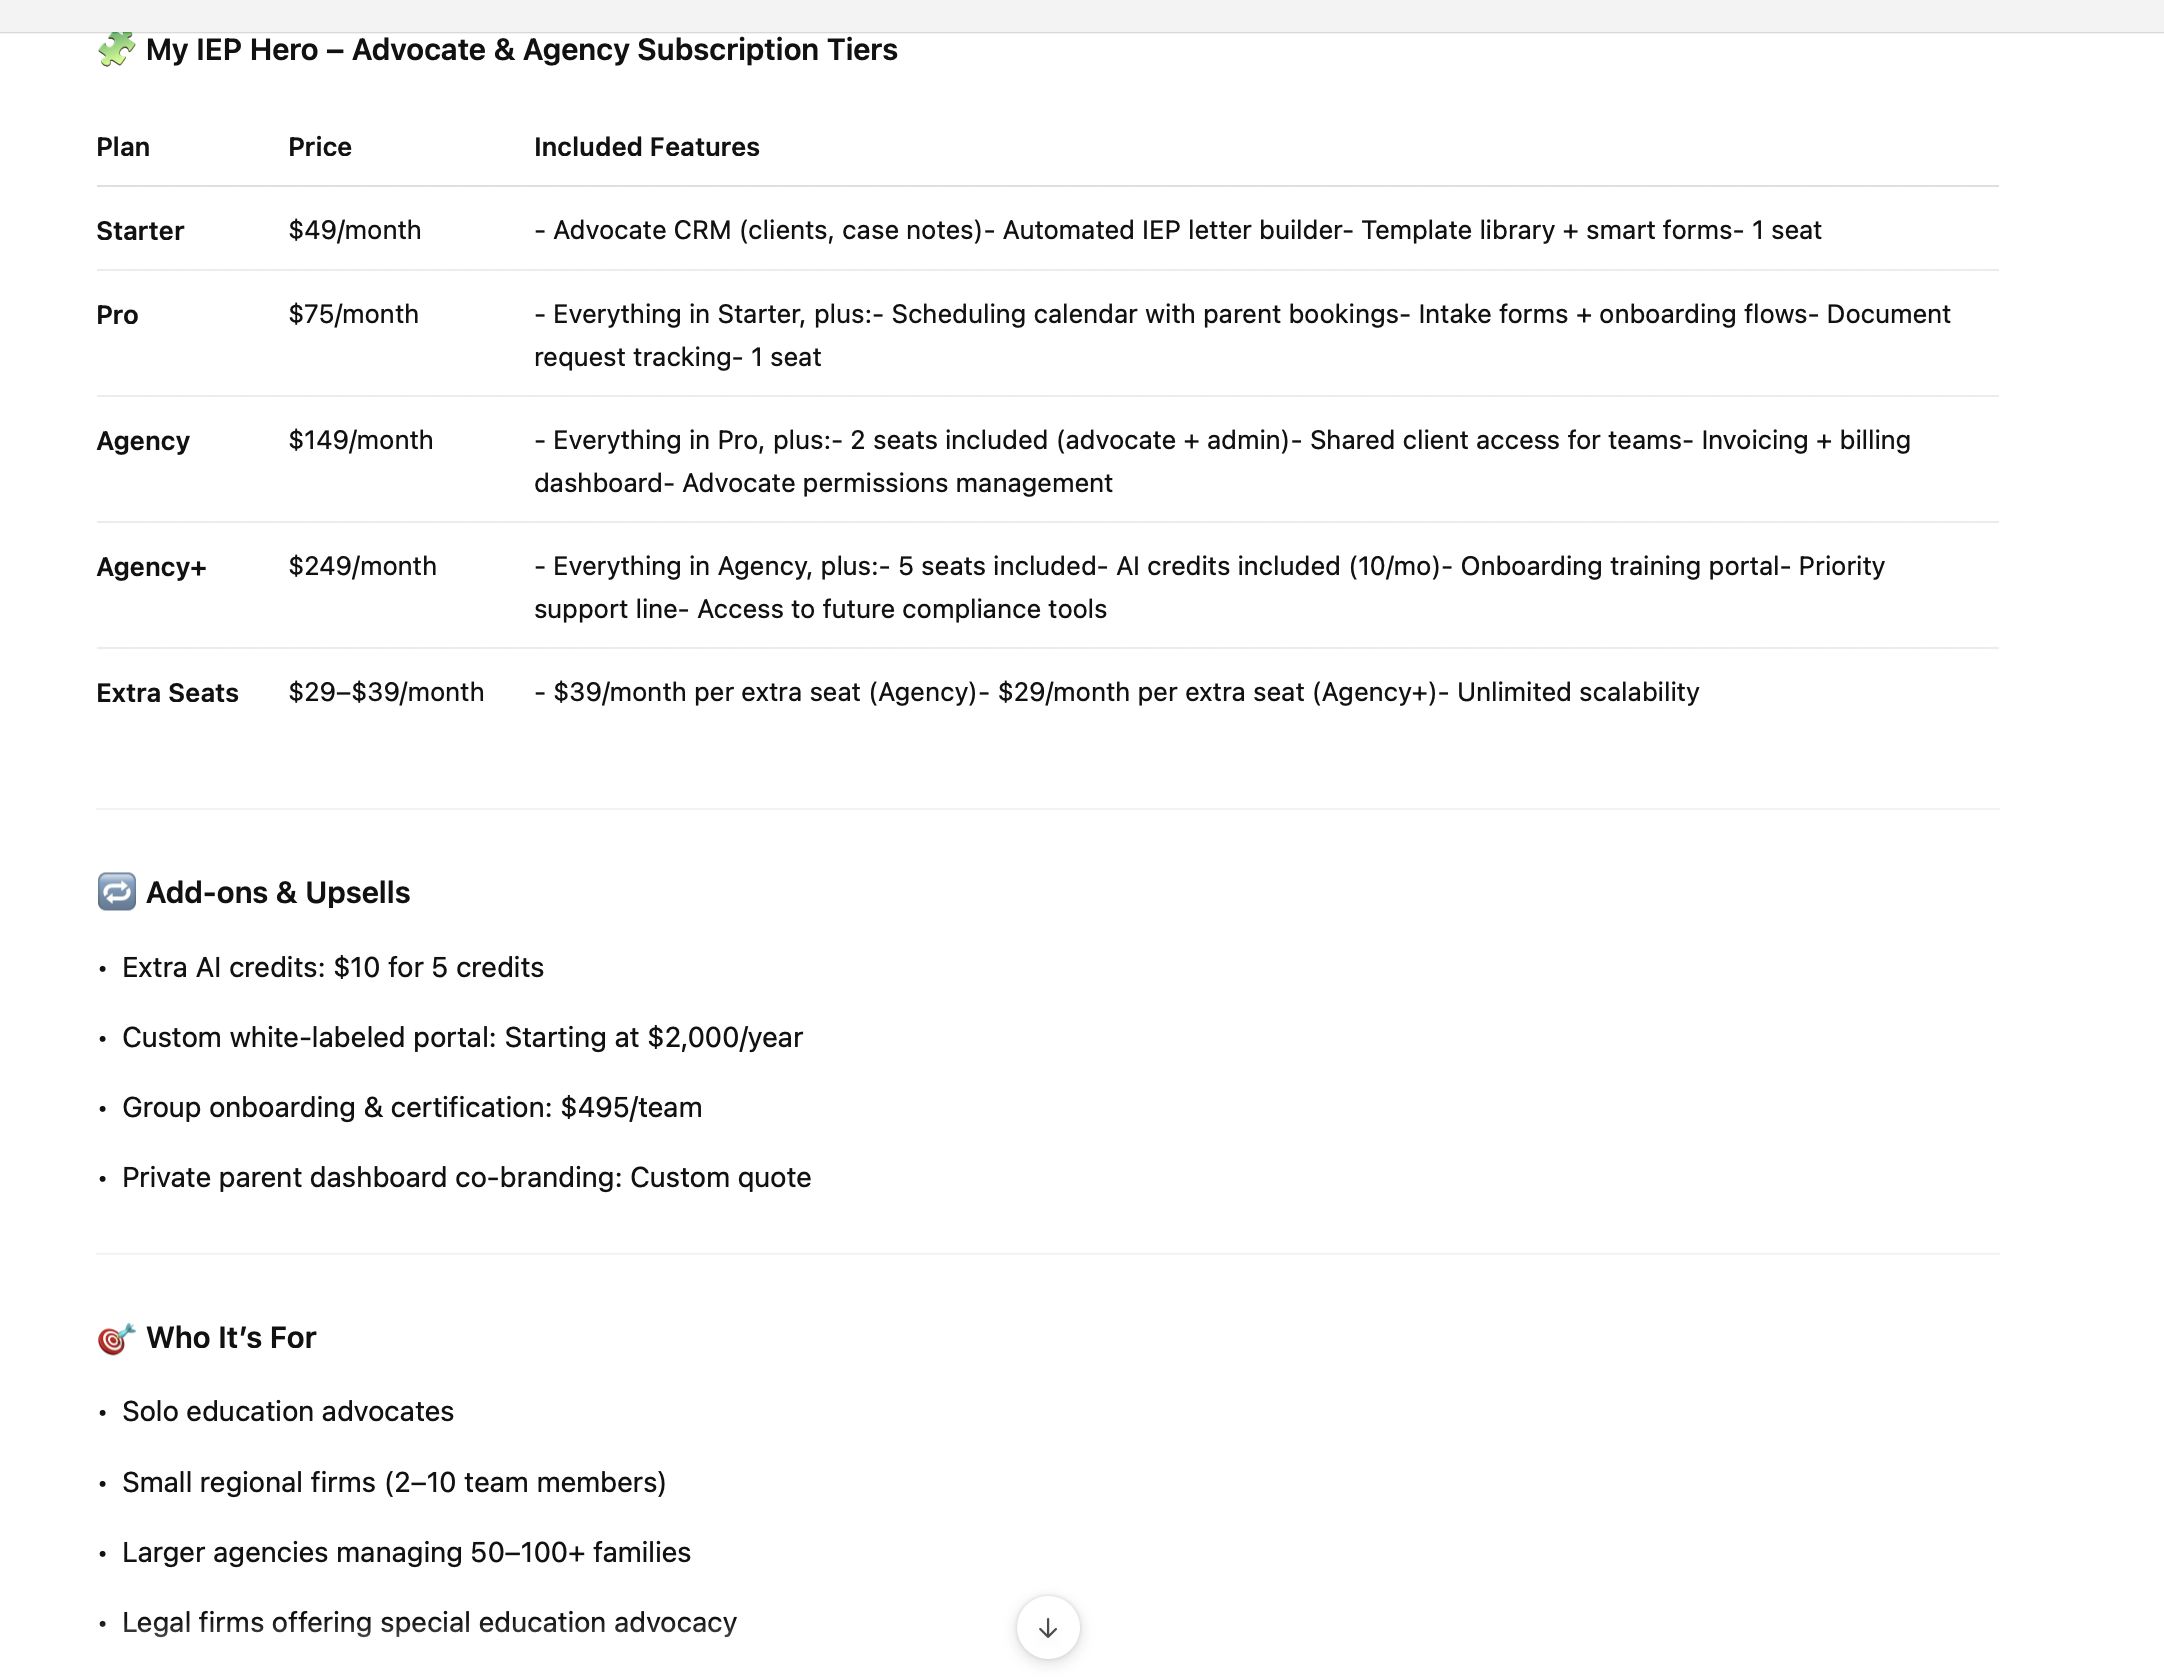 🧩 My IEP Hero – Advocate & Agency Subscription Tiers
Plan Price Included Features
Starter $49/month - Advocate CRM (clients, case notes)- Automated IEP letter builder- Template library + smart forms- 1 seat
Pro $75/month - Everything in Starter, plus:- Scheduling calendar with parent bookings- Intake forms + onboarding flows- Document
request tracking- 1 seat
Agency $149/month - Everything in Pro, plus:- 2 seats included (advocate + admin)- Shared client access for teams- Invoicing + billing
dashboard- Advocate permissions management
Agency+ $249/month - Everything in Agency, plus:- 5 seats included- AI credits included (10/mo)- Onboarding training portal- Priority
support line- Access to future compliance tools
Extra Seats $29–$39/month - $39/month per extra seat (Agency)- $29/month per extra seat (Agency+)- Unlimited scalability
🔁 Add-ons & Upsells
• Extra AI credits: $10 for 5 credits
• Custom white-labeled portal: Starting at $2,000/year
• Group onboarding & certification: $495/team
• Private parent dashboard co-branding: Custom quote
🎯 Who It’s For
• Solo education advocates
• Small regional firms (2–10 team members)
• Larger agencies managing 50–100+ families
• Legal firms offering special education advocacy